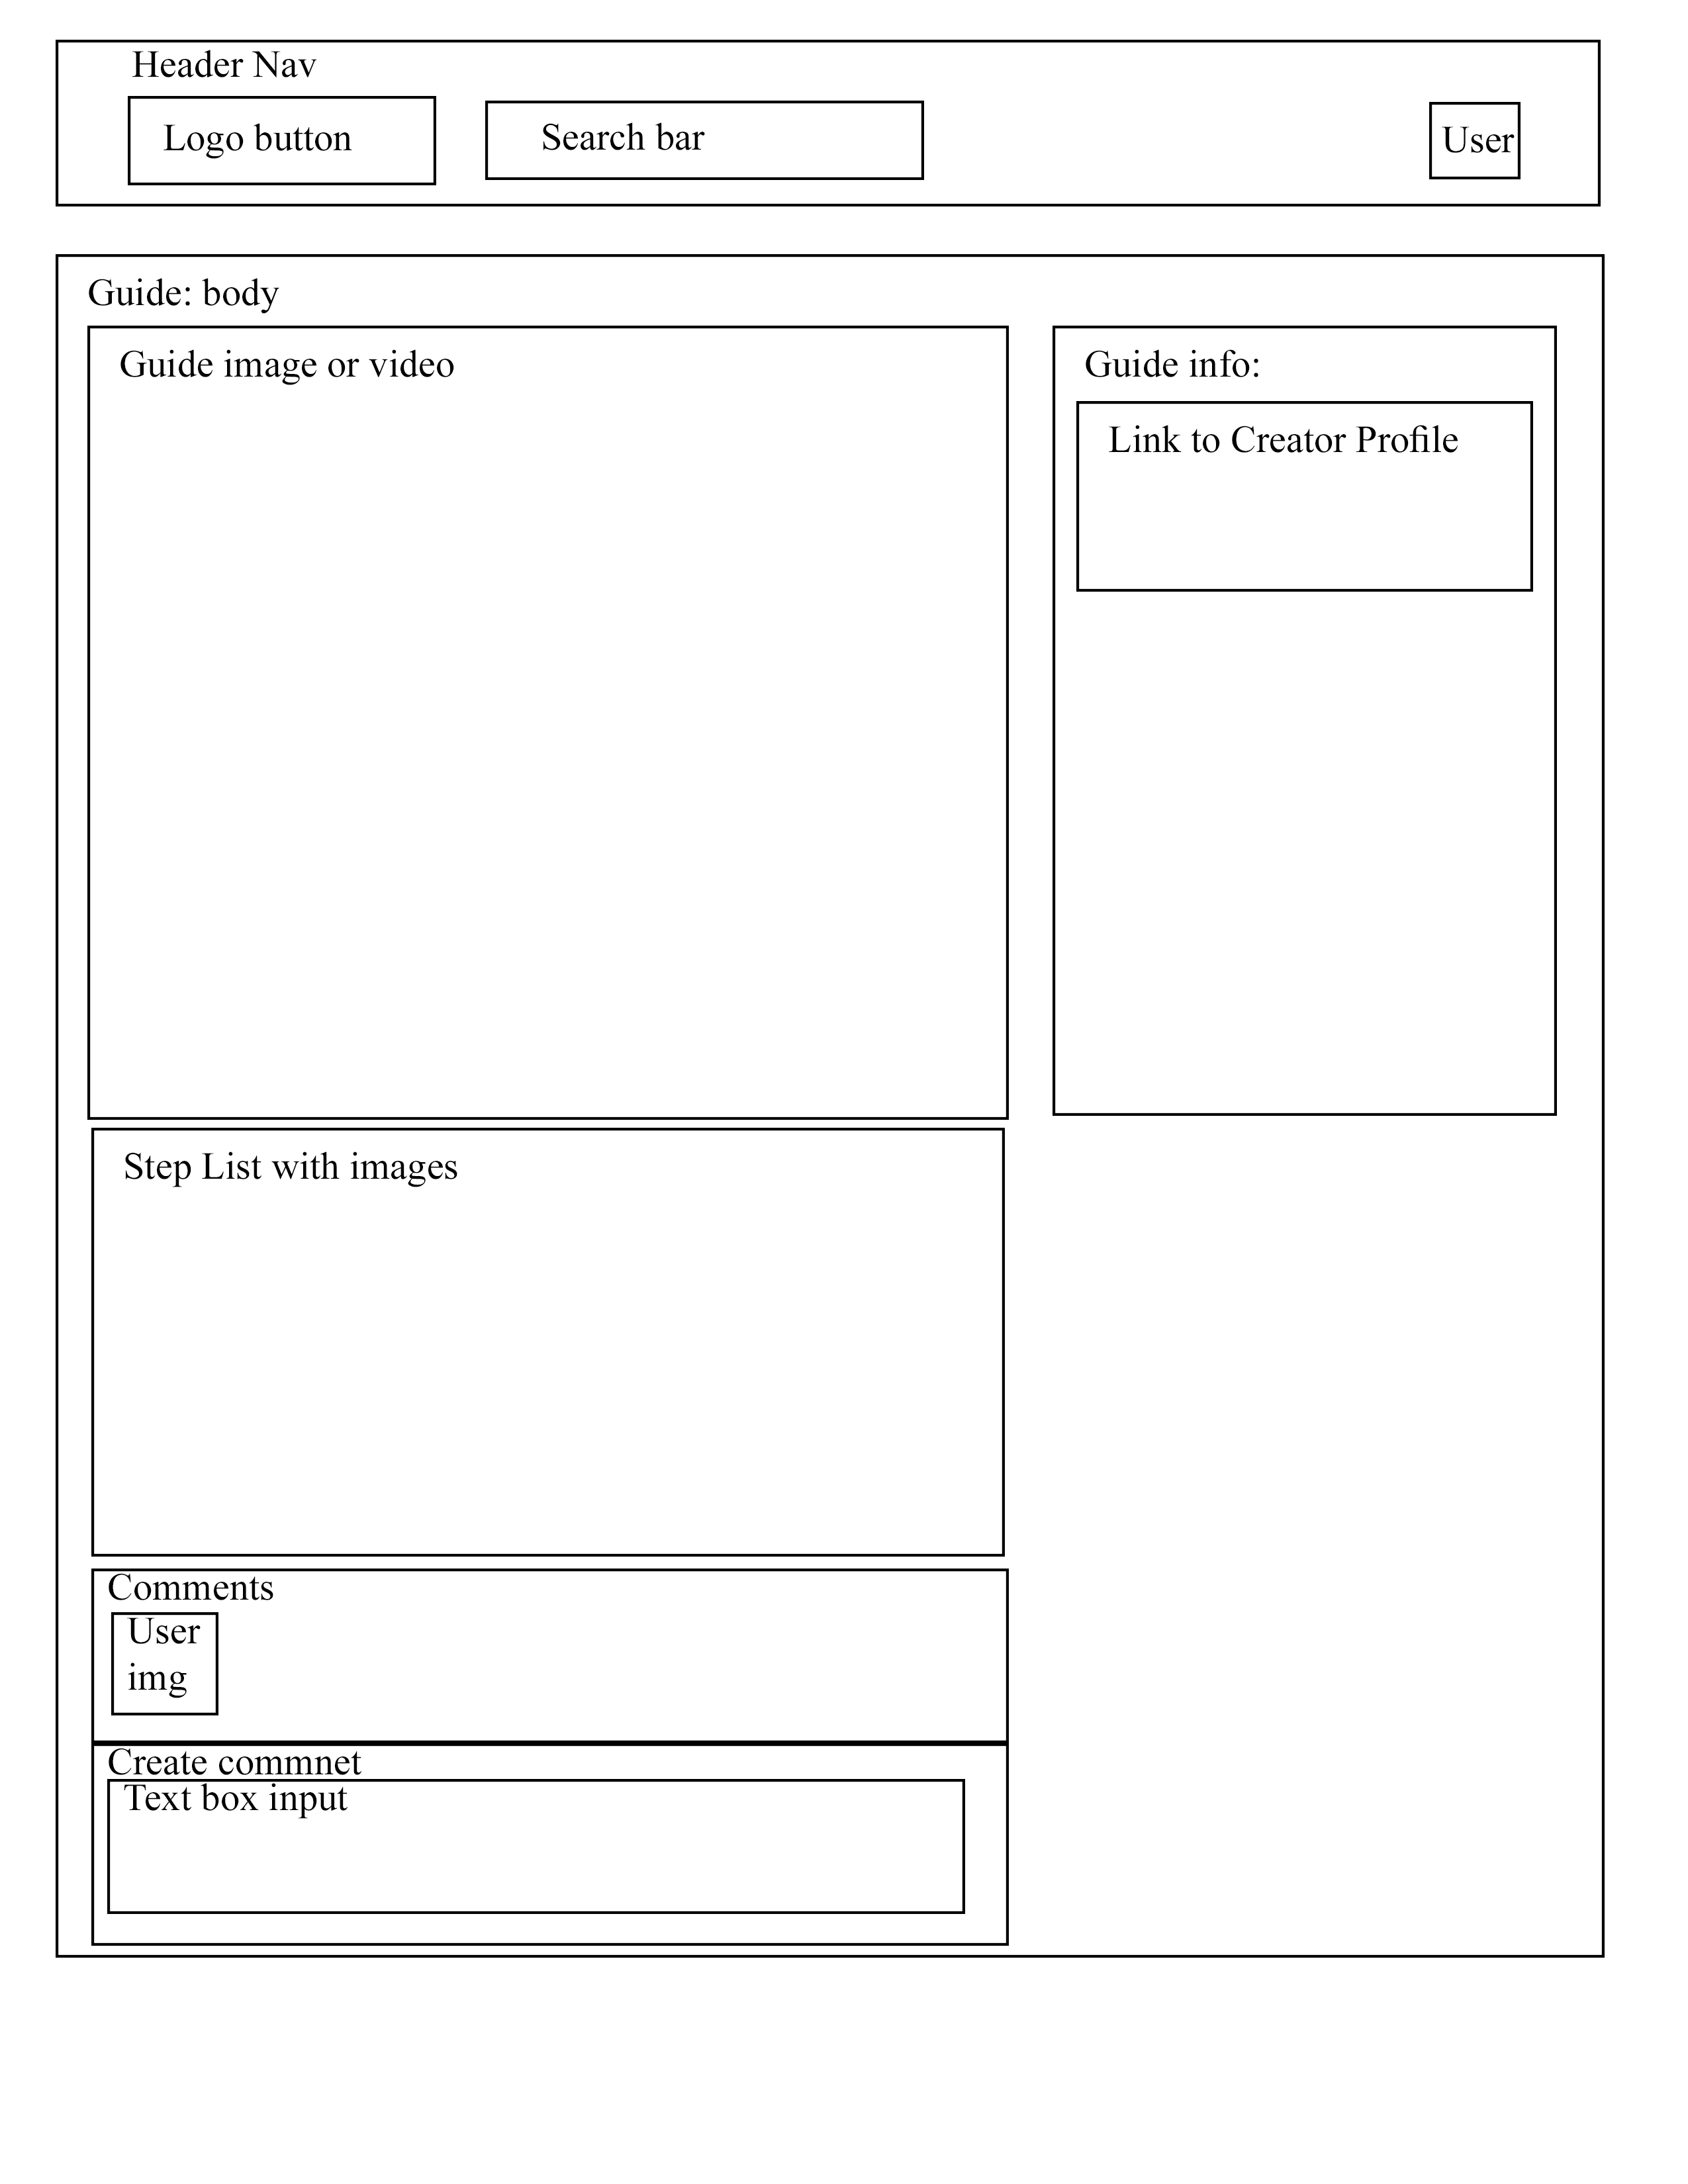 Header Nav
Logo button
Search bar
User
Guide: body
Guide image or video
Guide info:
Link to Creator Profile
Step List with images
Comments
User
img
Create commnet
Text box input